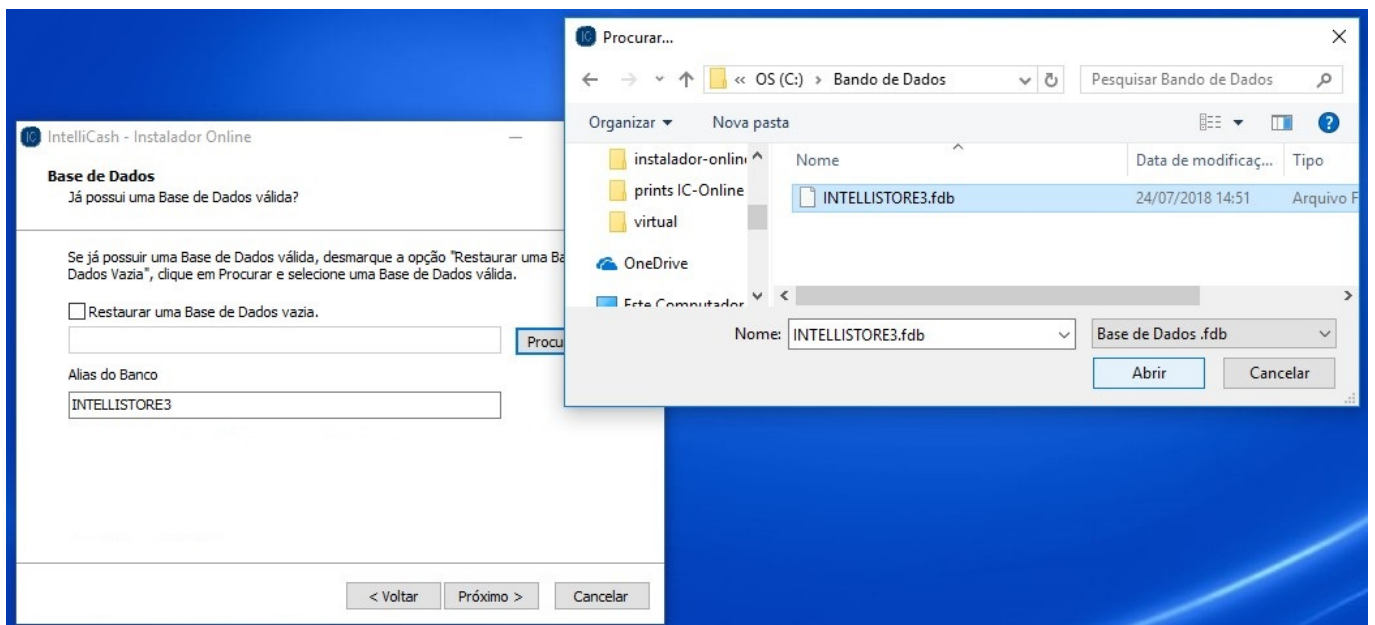 IntelliCash - Instalador Online
Base de Dados
Já possui uma Base de Dados válida?
Se já possuir uma Base de Dados válida, desmarque a opção "Restaurar uma Ba
Dados Vazia", clique em Procurar e selecione uma Base de Dados válida.
Restaurar uma Base de Dados vazia.
Procu
Alias do Banco
INTELLISTORE3
< Voltar
Próximo >
Cancelar
Procurar...
« OS (C:) > Bando de Dados
Pesquisar Bando de Dados
Organizar
Nova pasta
instalador-onlin
prints IC-Online
virtual
OneDrive
Este Computador
Nome
Data de modificaç...
Tipo
INTELLISTORE3.fdb
24/07/2018 14:51
Arquivo F
Nome: INTELLISTORE3.fdb
Base de Dados .fdb
Abrir
Cancelar